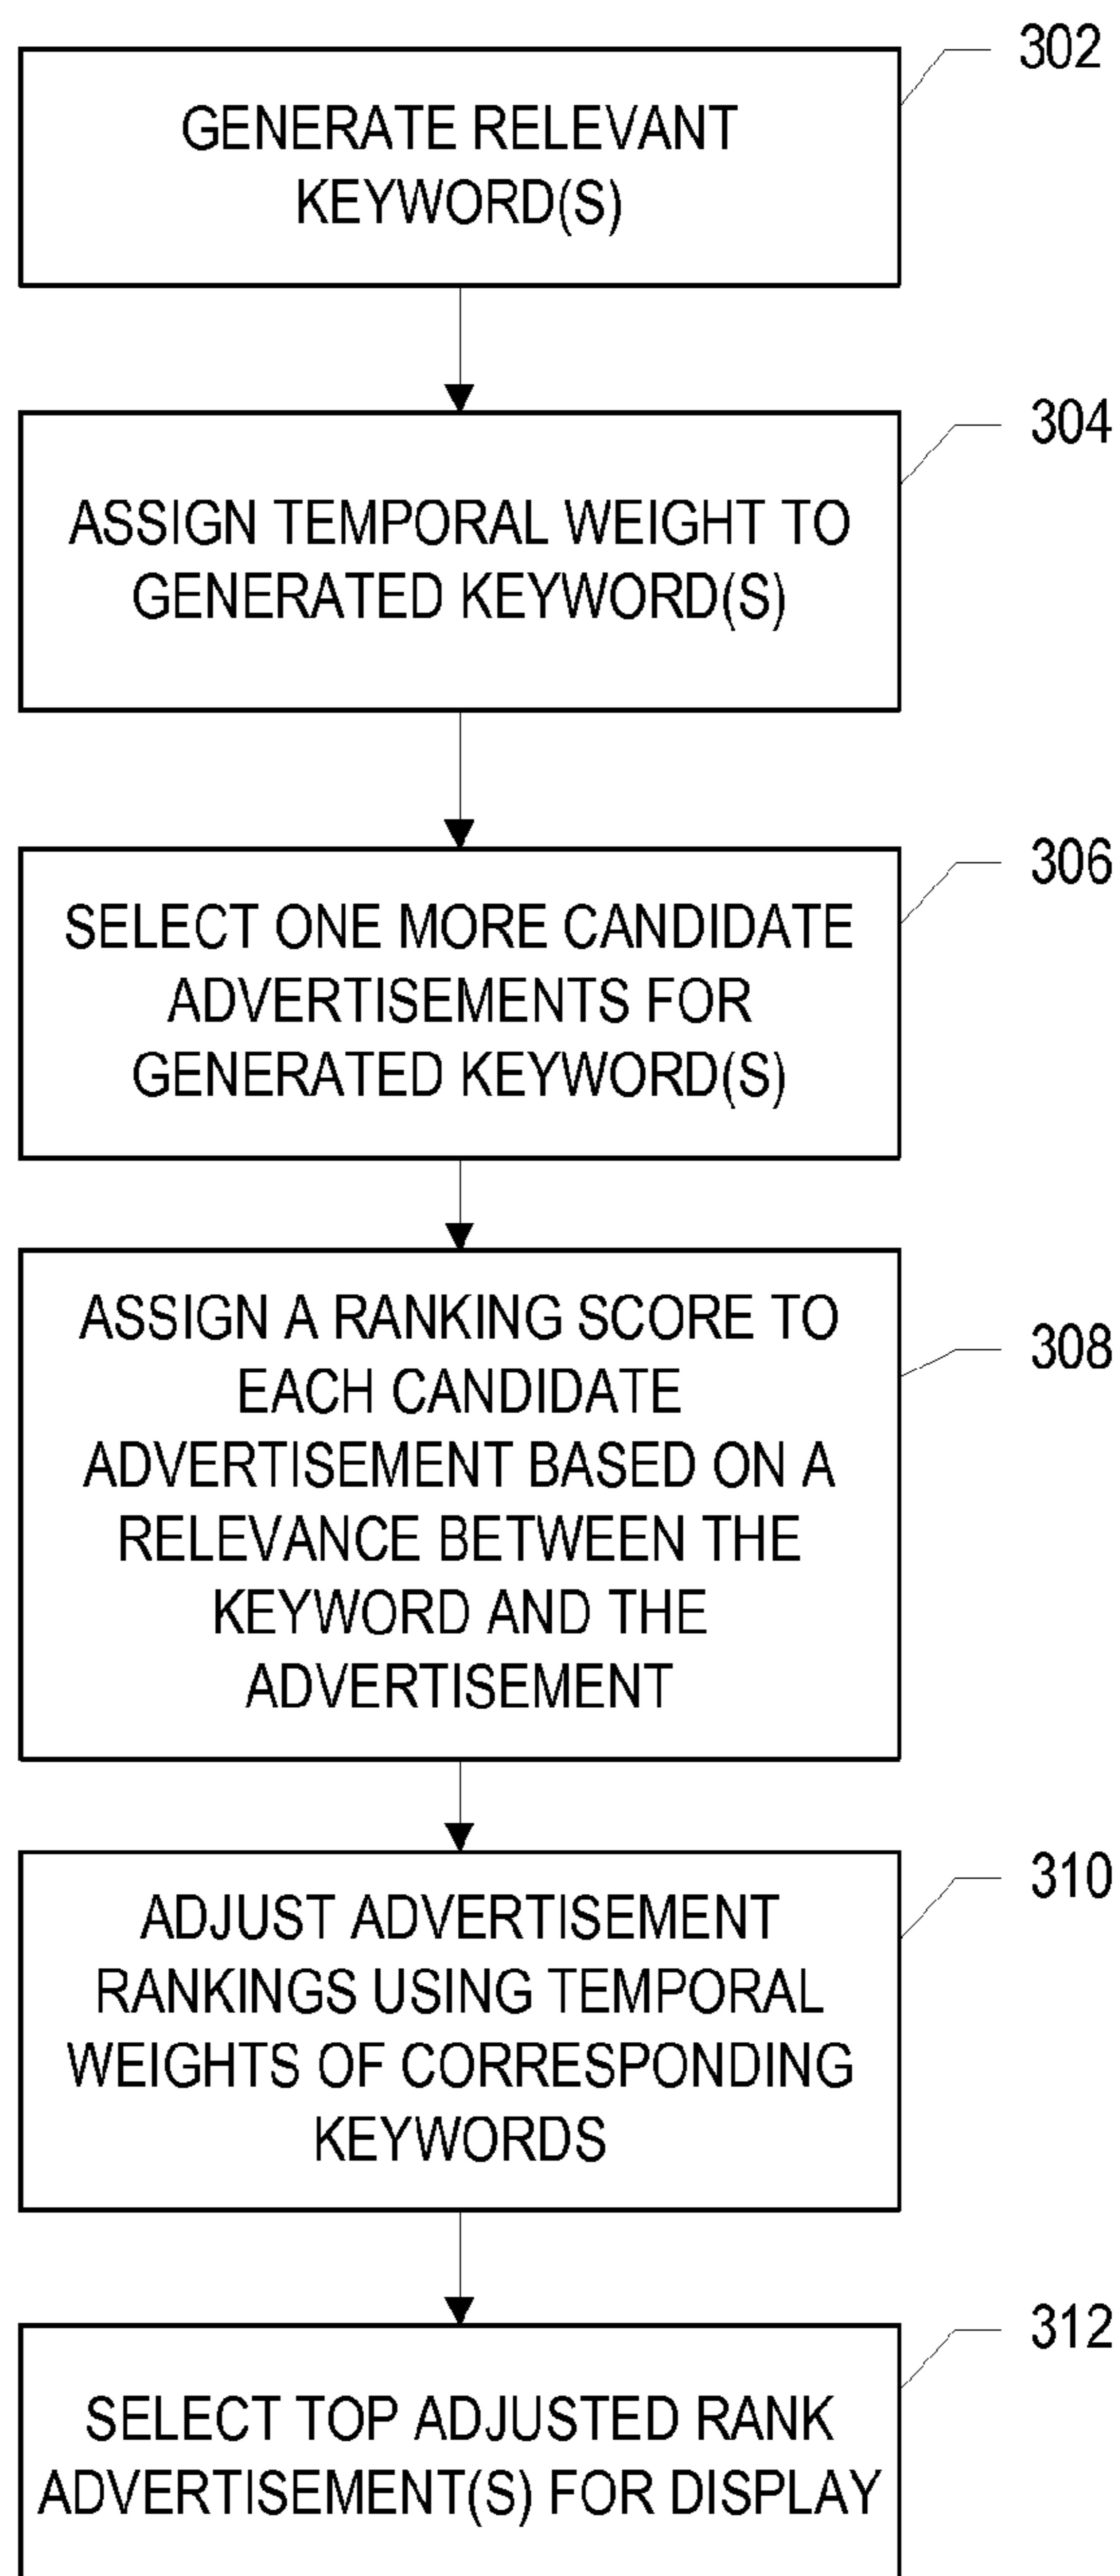 302
GENERATE RELEVANT
KEYWORD(S)
304
ASSIGN TEMPORAL WEIGHT TO
GENERATED KEYWORD(S)
306
SELECT ONE MORE CANDIDATE
ADVERTISEMENTS FOR
GENERATED KEYWORD(S)
308
ASSIGN A RANKING SCORE TO
EACH CANDIDATE
ADVERTISEMENT BASED ON A
RELEVANCE BETWEEN THE
KEYWORD AND THE
ADVERTISEMENT
310
ADJUST ADVERTISEMENT
RANKINGS USING TEMPORAL
WEIGHTS OF CORRESPONDING
KEYWORDS
312
SELECT TOP ADJUSTED RANK
ADVERTISEMENT(S) FOR DISPLAY